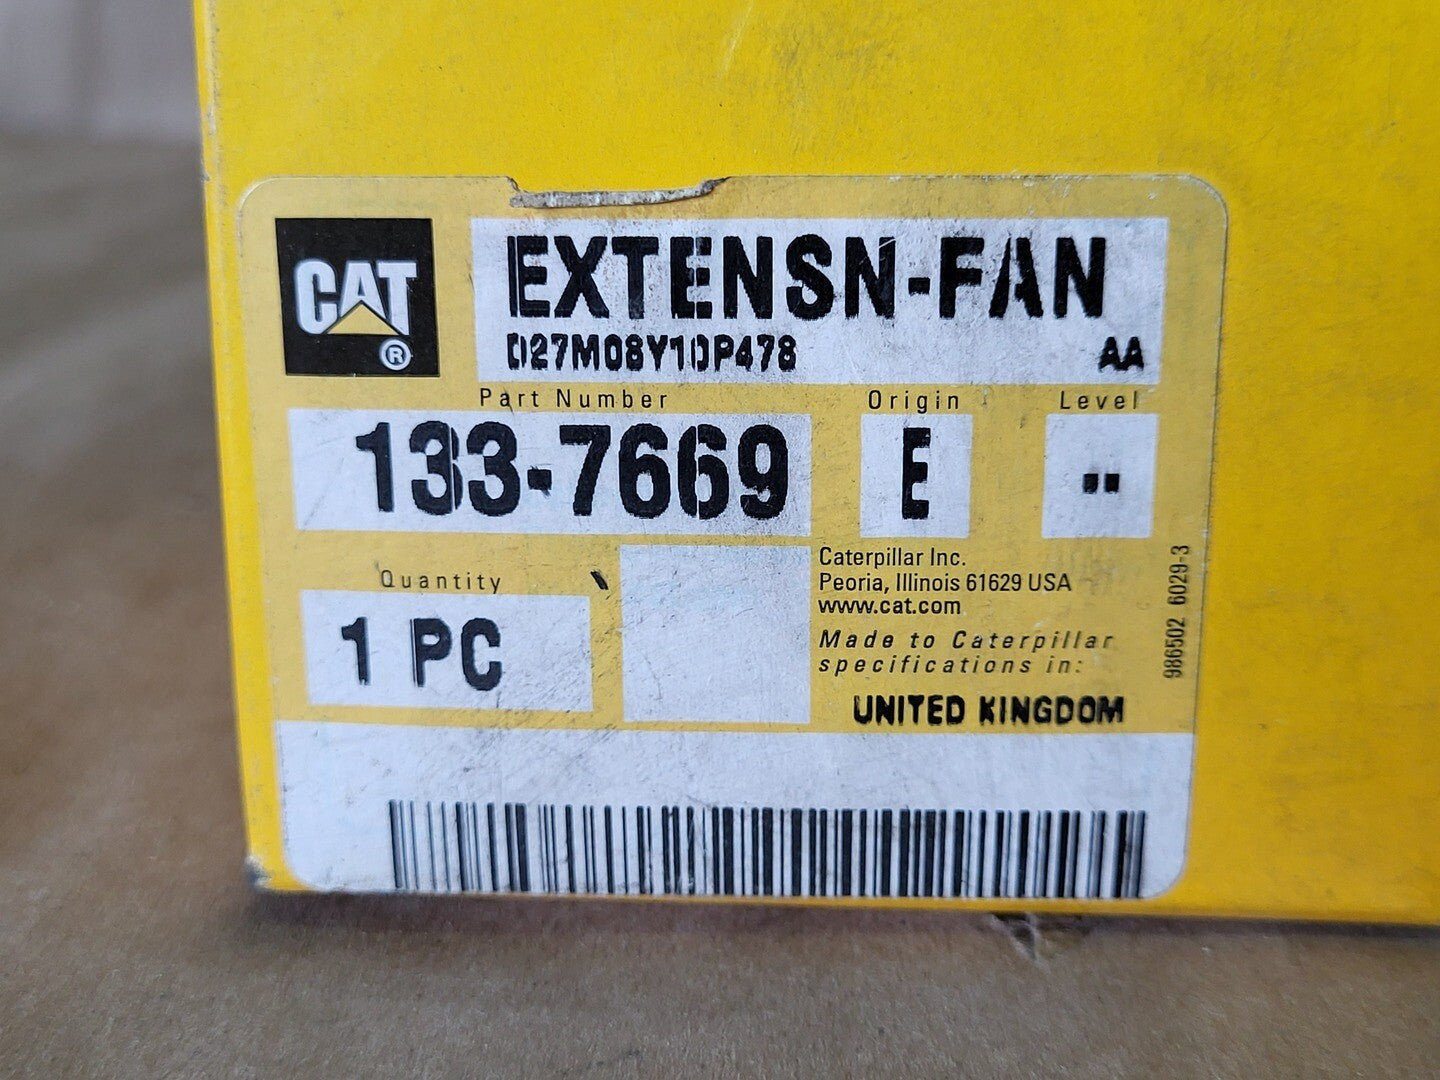 CAT
®
EXTENSN-FAN
D27M08Y10P478 AA
Part Number Origin Level
133-7669 E --
Quantity
1 PC
Caterpillar Inc.
Peoria, Illinois 61629 USA
www.cat.com
Made to Caterpillar
specifications in:
UNITED KINGDOM
986502 6029-3